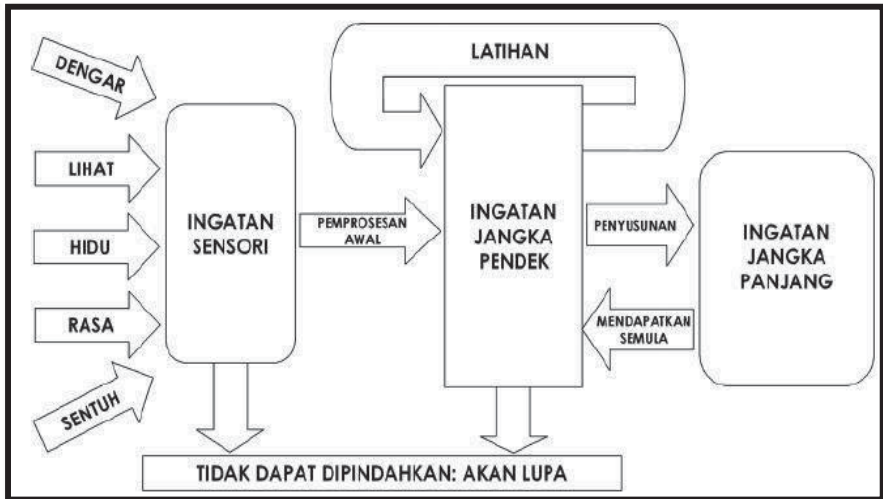 DENGAR
LIHAT
HIDU
RASA
SENTUH
INGATAN
SENSORI
PEMPROSESAN
AWAL
LATIHAN
INGATAN
JANGKA
PENDEK
PENYUSUNAN
MENDAPATKAN
SEMULA
INGATAN
JANGKA
PANJANG
TIDAK DAPAT DIPINDAHKAN: AKAN LUPA